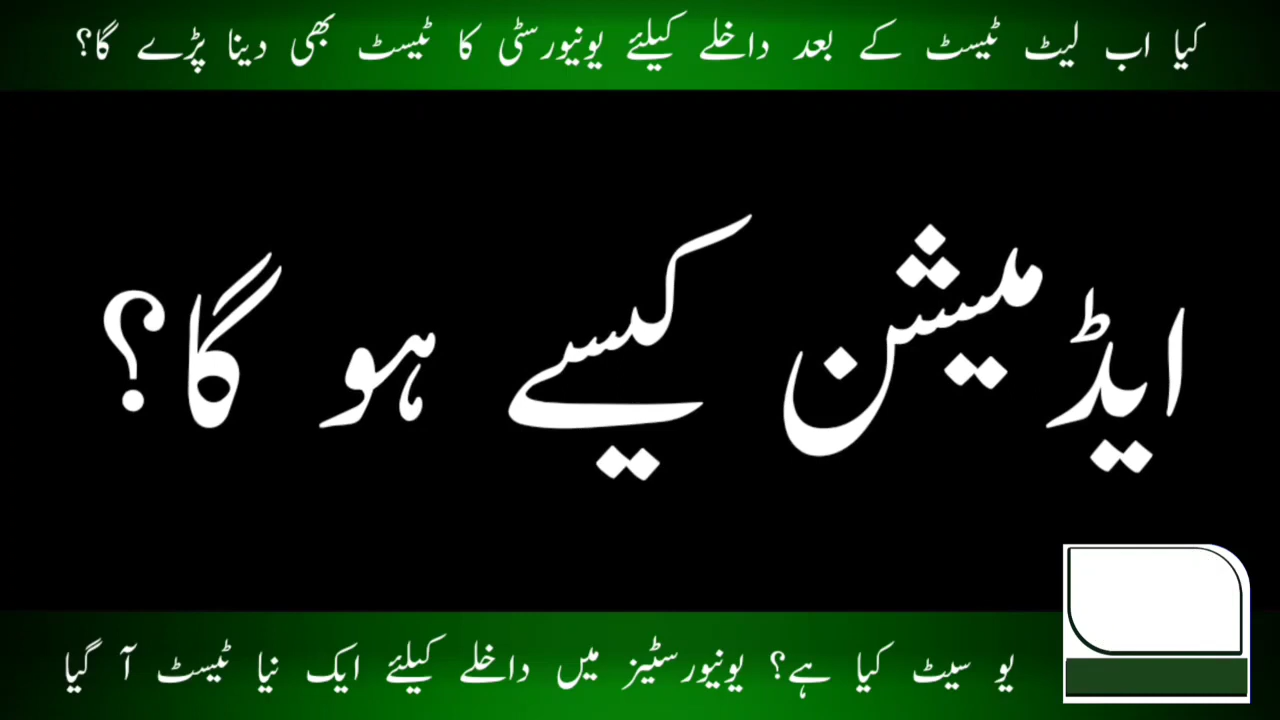 کیا اب لیٹ ٹیسٹ کے بعد داخلے کیلئے یونیورسٹی کا ٹیسٹ بھی دینا پڑے گا؟
ایڈمیشن کیسے ہو گا؟
یو سیٹ کیا ہے؟ یونیورسٹیز میں داخلے کیلئے ایک نیا ٹیسٹ آ گیا